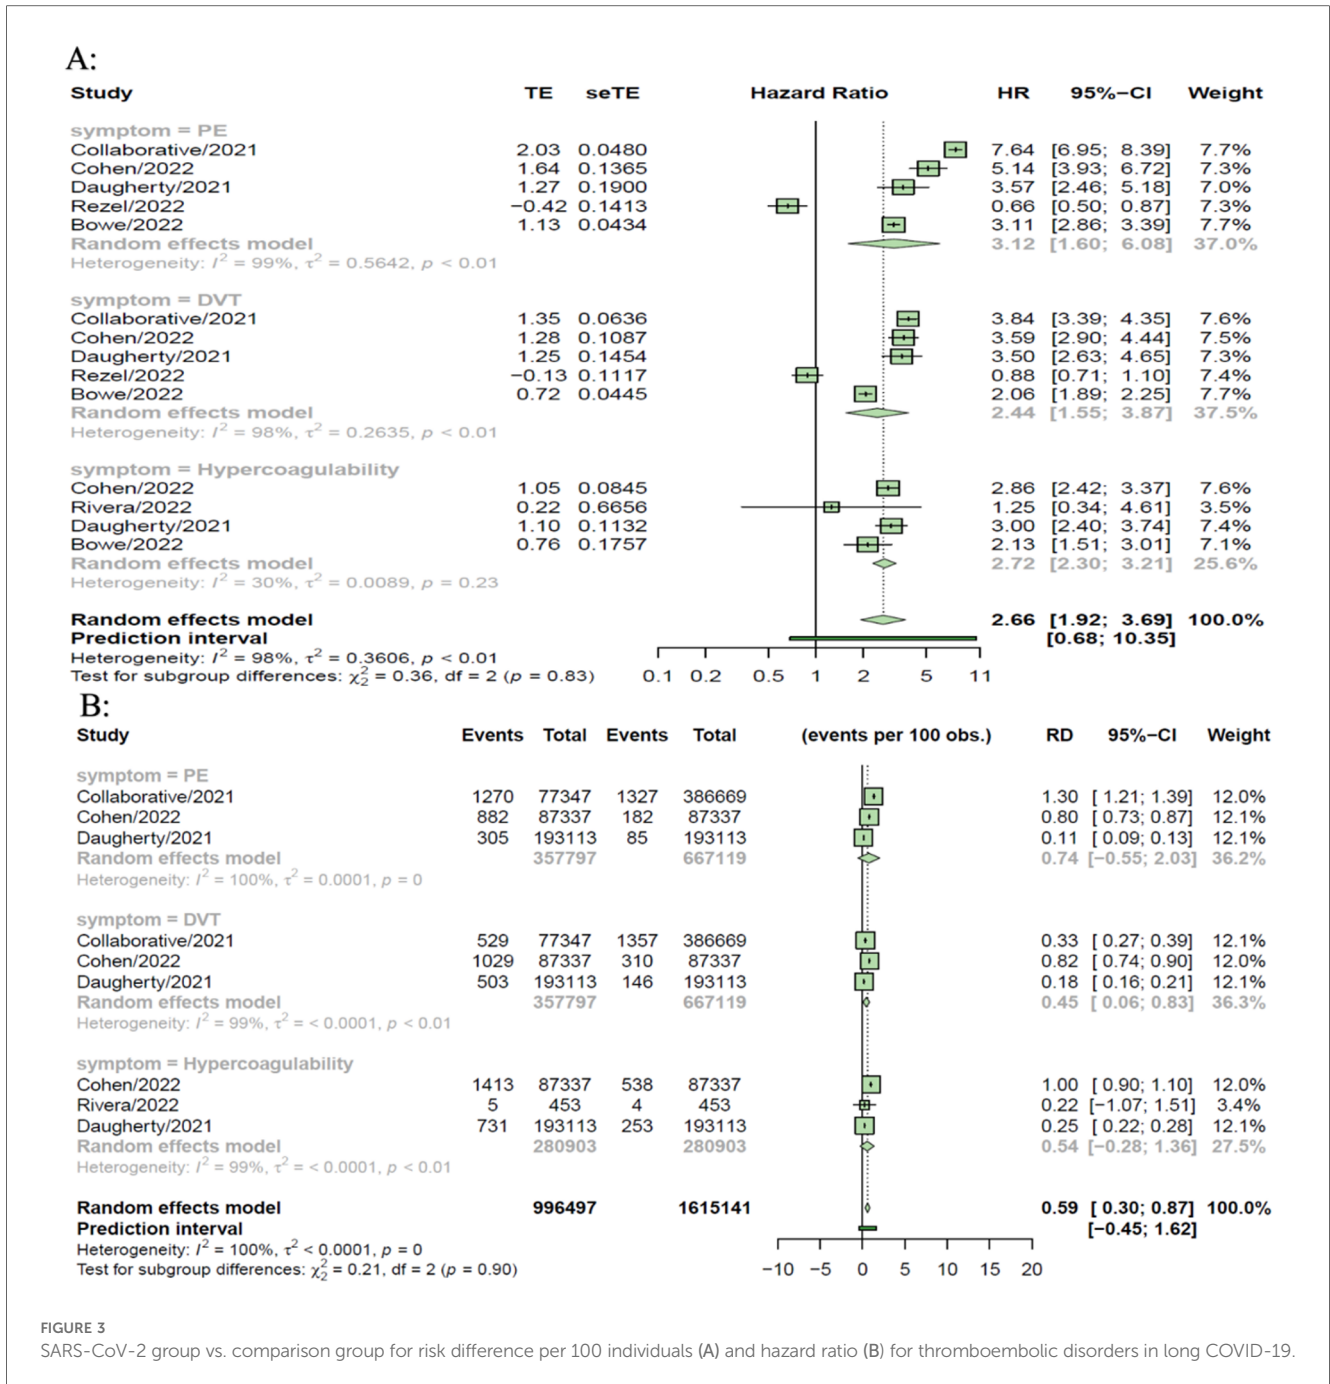 A:
Study TE seTE Hazard Ratio HR 95%−CI Weight
symptom = PE
Collaborative/2021 2.03 0.0480 7.64 [6.95; 8.39] 7.7%
Cohen/2022 1.64 0.1365 5.14 [3.93; 6.72] 7.3%
Daugherty/2021 1.27 0.1900 3.57 [2.46; 5.18] 7.0%
Rezel/2022 −0.42 0.1413 0.66 [0.50; 0.87] 7.3%
Bowe/2022 1.13 0.0434 3.11 [2.86; 3.39] 7.7%
Random effects model 3.12 [1.60; 6.08] 37.0%
Heterogeneity: I² = 99%, τ² = 0.5642, p < 0.01
symptom = DVT
Collaborative/2021 1.35 0.0636 3.84 [3.39; 4.35] 7.6%
Cohen/2022 1.28 0.1087 3.59 [2.90; 4.44] 7.5%
Daugherty/2021 1.25 0.1454 3.50 [2.63; 4.65] 7.3%
Rezel/2022 −0.13 0.1117 0.88 [0.71; 1.10] 7.4%
Bowe/2022 0.72 0.0445 2.06 [1.89; 2.25] 7.7%
Random effects model 2.44 [1.55; 3.87] 37.5%
Heterogeneity: I² = 98%, τ² = 0.2635, p < 0.01
symptom = Hypercoagulability
Cohen/2022 1.05 0.0845 2.86 [2.42; 3.37] 7.6%
Rivera/2022 0.22 0.6656 1.25 [0.34; 4.61] 3.5%
Daugherty/2021 1.10 0.1132 3.00 [2.40; 3.74] 7.4%
Bowe/2022 0.76 0.1757 2.13 [1.51; 3.01] 7.1%
Random effects model 2.72 [2.30; 3.21] 25.6%
Heterogeneity: I² = 30%, τ² = 0.0089, p = 0.23
Random effects model 2.66 [1.92; 3.69] 100.0%
Prediction interval [0.68; 10.35]
Heterogeneity: I² = 98%, τ² = 0.3606, p < 0.01
Test for subgroup differences: χ²₂ = 0.36, df = 2 (p = 0.83)
0.1 0.2 0.5 1 2 5 11
B:
Study Events Total Events Total (events per 100 obs.) RD 95%−CI Weight
symptom = PE
Collaborative/2021 1270 77347 1327 386669 1.30 [ 1.21; 1.39] 12.0%
Cohen/2022 882 87337 182 87337 0.80 [ 0.73; 0.87] 12.1%
Daugherty/2021 305 193113 85 193113 0.11 [ 0.09; 0.13] 12.1%
Random effects model 357797 667119 0.74 [−0.55; 2.03] 36.2%
Heterogeneity: I² = 100%, τ² = 0.0001, p = 0
symptom = DVT
Collaborative/2021 529 77347 1357 386669 0.33 [ 0.27; 0.39] 12.1%
Cohen/2022 1029 87337 310 87337 0.82 [ 0.74; 0.90] 12.0%
Daugherty/2021 503 193113 146 193113 0.18 [ 0.16; 0.21] 12.1%
Random effects model 357797 667119 0.45 [ 0.06; 0.83] 36.3%
Heterogeneity: I² = 99%, τ² = < 0.0001, p < 0.01
symptom = Hypercoagulability
Cohen/2022 1413 87337 538 87337 1.00 [ 0.90; 1.10] 12.0%
Rivera/2022 5 453 4 453 0.22 [−1.07; 1.51] 3.4%
Daugherty/2021 731 193113 253 193113 0.25 [ 0.22; 0.28] 12.1%
Random effects model 280903 280903 0.54 [−0.28; 1.36] 27.5%
Heterogeneity: I² = 99%, τ² = < 0.0001, p < 0.01
Random effects model 996497 1615141 0.59 [ 0.30; 0.87] 100.0%
Prediction interval [−0.45; 1.62]
Heterogeneity: I² = 100%, τ² < 0.0001, p = 0
Test for subgroup differences: χ²₂ = 0.21, df = 2 (p = 0.90)
−10 −5 0 5 10 15 20
FIGURE 3
SARS-CoV-2 group vs. comparison group for risk difference per 100 individuals (A) and hazard ratio (B) for thromboembolic disorders in long COVID-19.